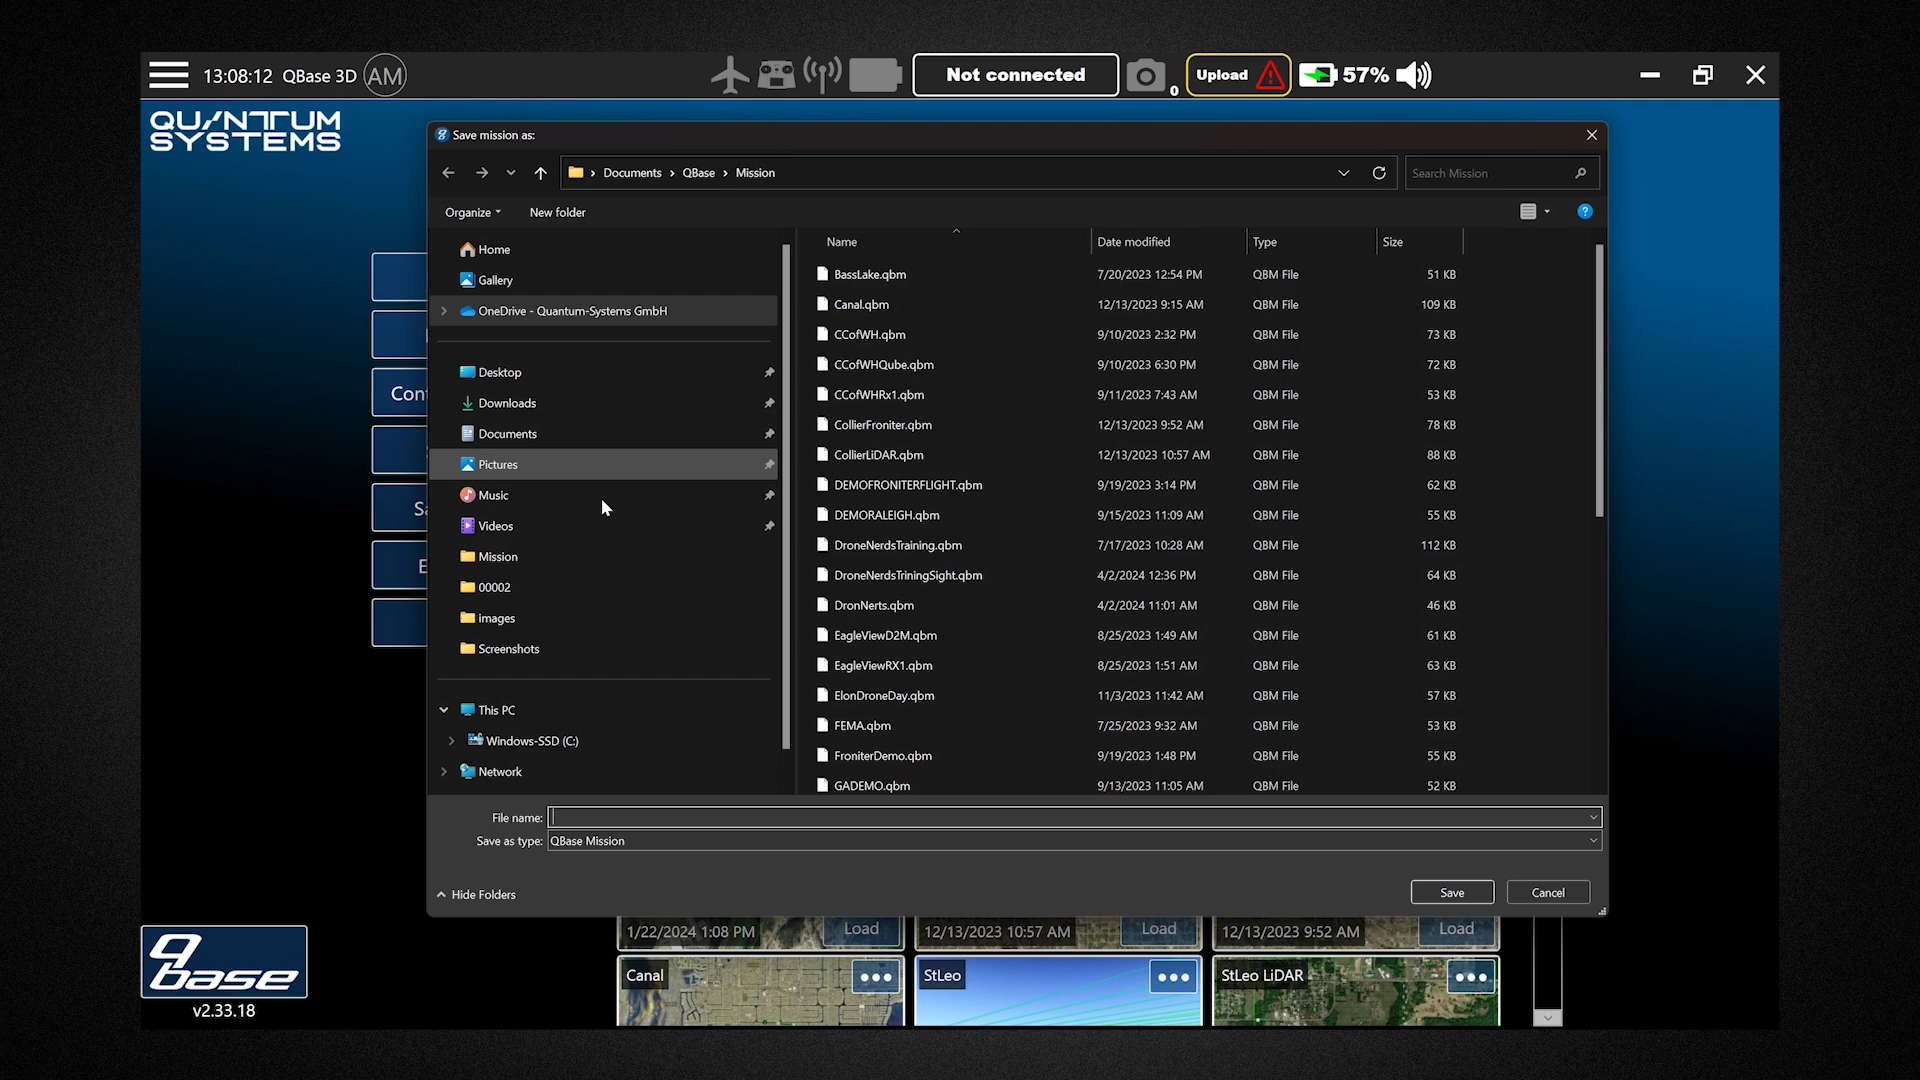 13:08:12 QBase 3D AM
Not connected
0
Upload
57%
QUANTUM
SYSTEMS
Save mission as:
Documents > QBase > Mission
Search Mission
Organize
New folder
Home
Gallery
OneDrive - Quantum-Systems GmbH
Desktop
Downloads
Documents
Pictures
Music
Videos
Mission
00002
images
Screenshots
This PC
Windows-SSD (C:)
Network
Name Date modified Type Size
BassLake.qbm 7/20/2023 12:54 PM QBM File 51 KB
Canal.qbm 12/13/2023 9:15 AM QBM File 109 KB
CCofWH.qbm 9/10/2023 2:32 PM QBM File 73 KB
CCofWHQube.qbm 9/10/2023 6:30 PM QBM File 72 KB
CCofWHRx1.qbm 9/11/2023 7:43 AM QBM File 53 KB
CollierFroniter.qbm 12/13/2023 9:52 AM QBM File 78 KB
CollierLiDAR.qbm 12/13/2023 10:57 AM QBM File 88 KB
DEMOFRONITERFLIGHT.qbm 9/19/2023 3:14 PM QBM File 62 KB
DEMORALEIGH.qbm 9/15/2023 11:09 AM QBM File 55 KB
DroneNerdsTraining.qbm 7/17/2023 10:28 AM QBM File 112 KB
DroneNerdsTriningSight.qbm 4/2/2024 12:36 PM QBM File 64 KB
DronNerts.qbm 4/2/2024 11:01 AM QBM File 46 KB
EagleViewD2M.qbm 8/25/2023 1:49 AM QBM File 61 KB
EagleViewRX1.qbm 8/25/2023 1:51 AM QBM File 63 KB
ElonDroneDay.qbm 11/3/2023 11:42 AM QBM File 57 KB
FEMA.qbm 7/25/2023 9:32 AM QBM File 53 KB
FroniterDemo.qbm 9/19/2023 1:48 PM QBM File 55 KB
GADEMO.qbm 9/13/2023 11:05 AM QBM File 52 KB
File name:
Save as type: QBase Mission
Hide Folders
Save
Cancel
1/22/2024 1:08 PM Load
12/13/2023 10:57 AM Load
12/13/2023 9:52 AM Load
Canal
StLeo
StLeo LiDAR
qbase
v2.33.18